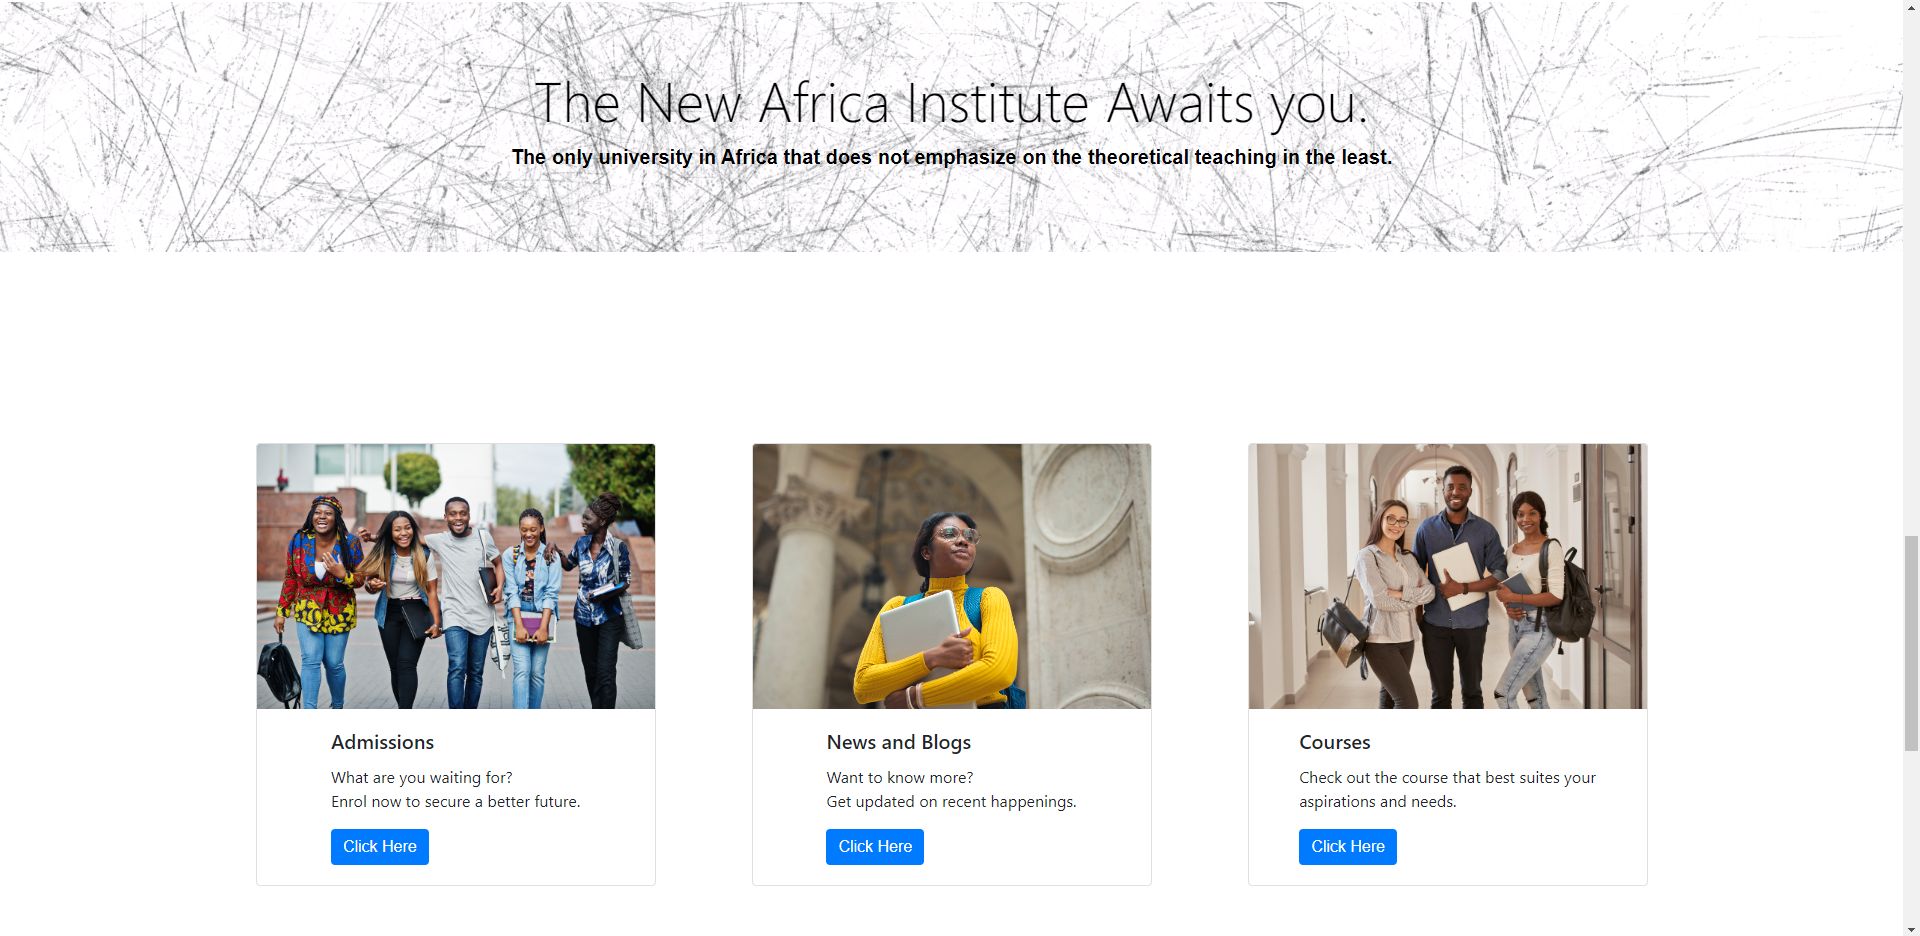 The New Africa Institute Awaits you.
The only university in Africa that does not emphasize on the theoretical teaching in the least.
Admissions
What are you waiting for?
Enrol now to secure a better future.
Click Here
News and Blogs
Want to know more?
Get updated on recent happenings.
Click Here
Courses
Check out the course that best suites your
aspirations and needs.
Click Here